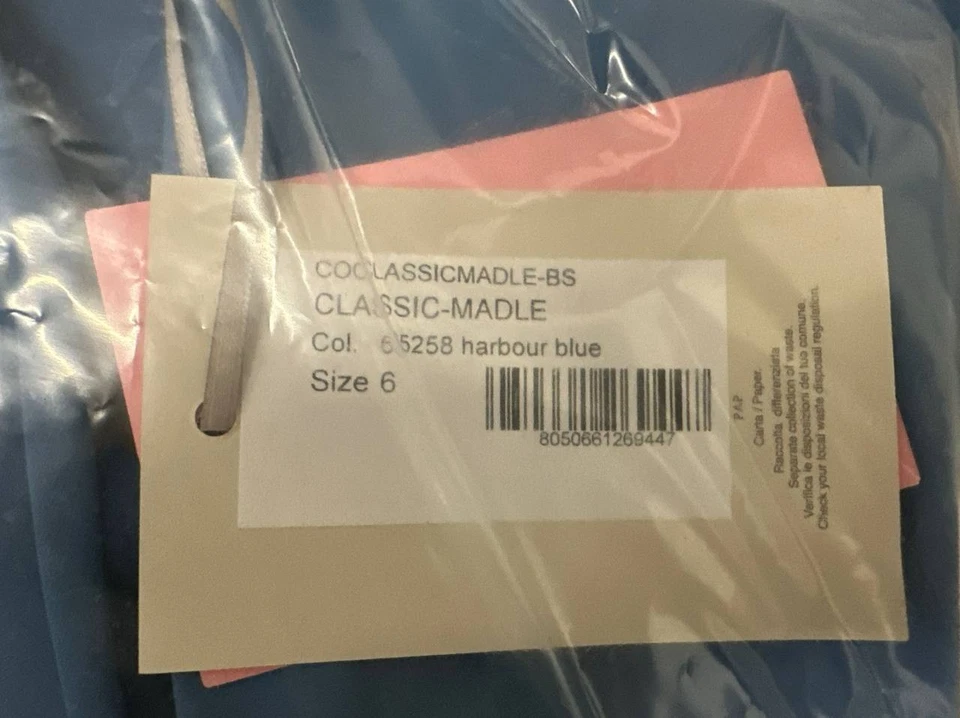 COCLASSICMADLE-BS
CLASSIC-MADLE
Col. 65258 harbour blue
Size 6
8050661269447
PAP
Carta / Paper.
Raccolta differenziata
Separate collection of waste.
Verifica le disposizioni del tuo comune.
Check your local waste disposal regulation.